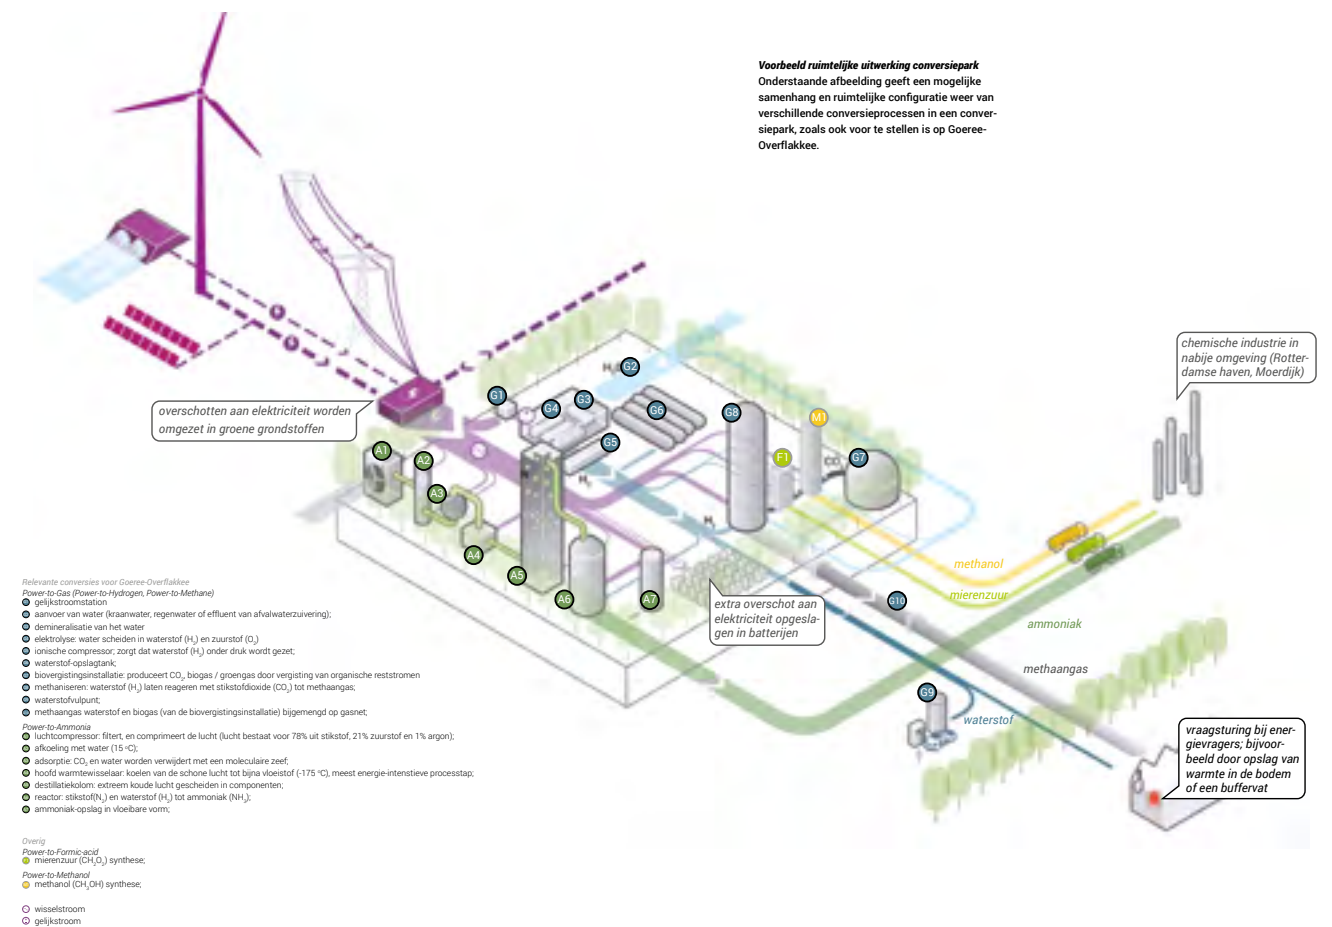 Voorbeeld ruimtelijke uitwerking conversiepark
Onderstaande afbeelding geeft een mogelijke
samenhang en ruimtelijke configuratie weer van
verschillende conversieprocessen in een conver-
siepark, zoals ook voor te stellen is op Goeree-
Overflakkee.
chemische industrie in
nabije omgeving (Rotter-
damse haven, Moerdijk)
overschotten aan elektriciteit worden
omgezet in groene grondstoffen
G1
G2
G3
G4
G5
G6
G8
M1
F1
G7
A1
A2
A3
A4
A5
A6
A7
H₂
H₂
methanol
mierenzuur
ammoniak
G10
methaangas
G9
waterstof
extra overschot aan
elektriciteit opgesla-
gen in batterijen
vraagsturing bij ener-
gievragers; bijvoor-
beeld door opslag van
warmte in de bodem
of een buffervat
Relevante conversies voor Goeree-Overflakkee
Power-to-Gas (Power-to-Hydrogen, Power-to-Methane)
gelijkstroomstation
aanvoer van water (kraanwater, regenwater of effluent van afvalwaterzuivering);
demineralisatie van het water
elektrolyse: water scheiden in waterstof (H₂) en zuurstof (O₂)
ionische compressor; zorgt dat waterstof (H₂) onder druk wordt gezet;
waterstof-opslagtank;
biovergistingsinstallatie: produceert CO₂, biogas / groengas door vergisting van organische reststromen
methaniseren: waterstof (H₂) laten reageren met stikstofdioxide (CO₂) tot methaangas;
waterstofvulpunt;
methaangas waterstof en biogas (van de biovergistingsinstallatie) bijgemengd op gasnet;
Power-to-Ammonia
luchtcompressor: filtert, en comprimeert de lucht (lucht bestaat voor 78% uit stikstof, 21% zuurstof en 1% argon);
afkoeling met water (15 ºC);
adsorptie: CO₂ en water worden verwijdert met een moleculaire zeef;
hoofd warmtewisselaar: koelen van de schone lucht tot bijna vloeistof (-175 ºC), meest energie-intenstieve processtap;
destillatiekolom: extreem koude lucht gescheiden in componenten;
reactor: stikstof(N₂) en waterstof (H₂) tot ammoniak (NH₃);
ammoniak-opslag in vloeibare vorm;
Overig
Power-to-Formic-acid
mierenzuur (CH₂O₂) synthese;
Power-to-Methanol
methanol (CH₃OH) synthese;
wisselstroom
gelijkstroom